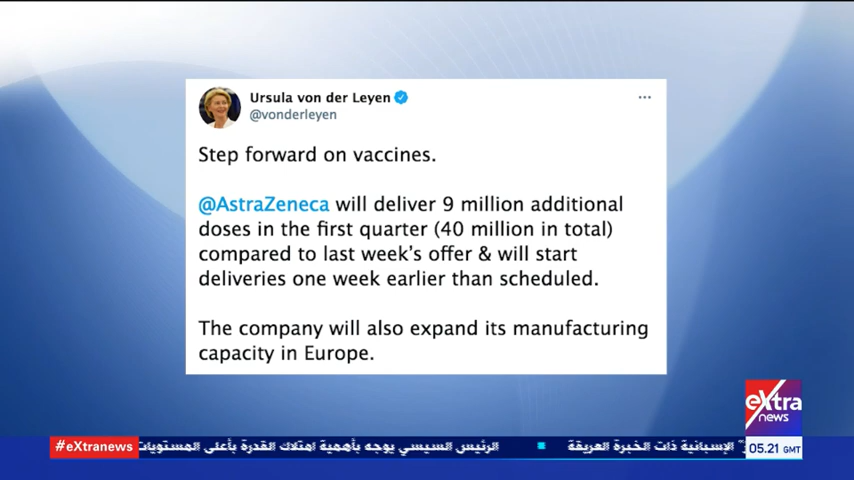 Ursula von der Leyen
@vonderleyen
Step forward on vaccines.
@AstraZeneca will deliver 9 million additional
doses in the first quarter (40 million in total)
compared to last week's offer & will start
deliveries one week earlier than scheduled.
The company will also expand its manufacturing
capacity in Europe.
eXtra
news
#eXtranews
الإسبانية ذات الخبرة العريقة ■ الرئيس السيسي يوجه بأهمية امتلاك القدرة بأعلى المستويات
05.21 GMT